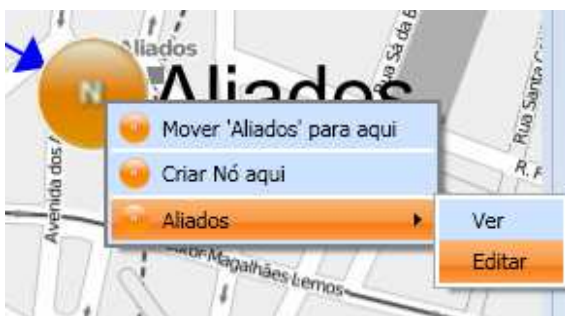 Aliados
Aliados
N
Mover 'Aliados' para aqui
Criar Nó aqui
Aliados
Ver
Editar
Avenida dos
Rua Sá da B
Rua Santa C
R. F
Magalhães Lemos